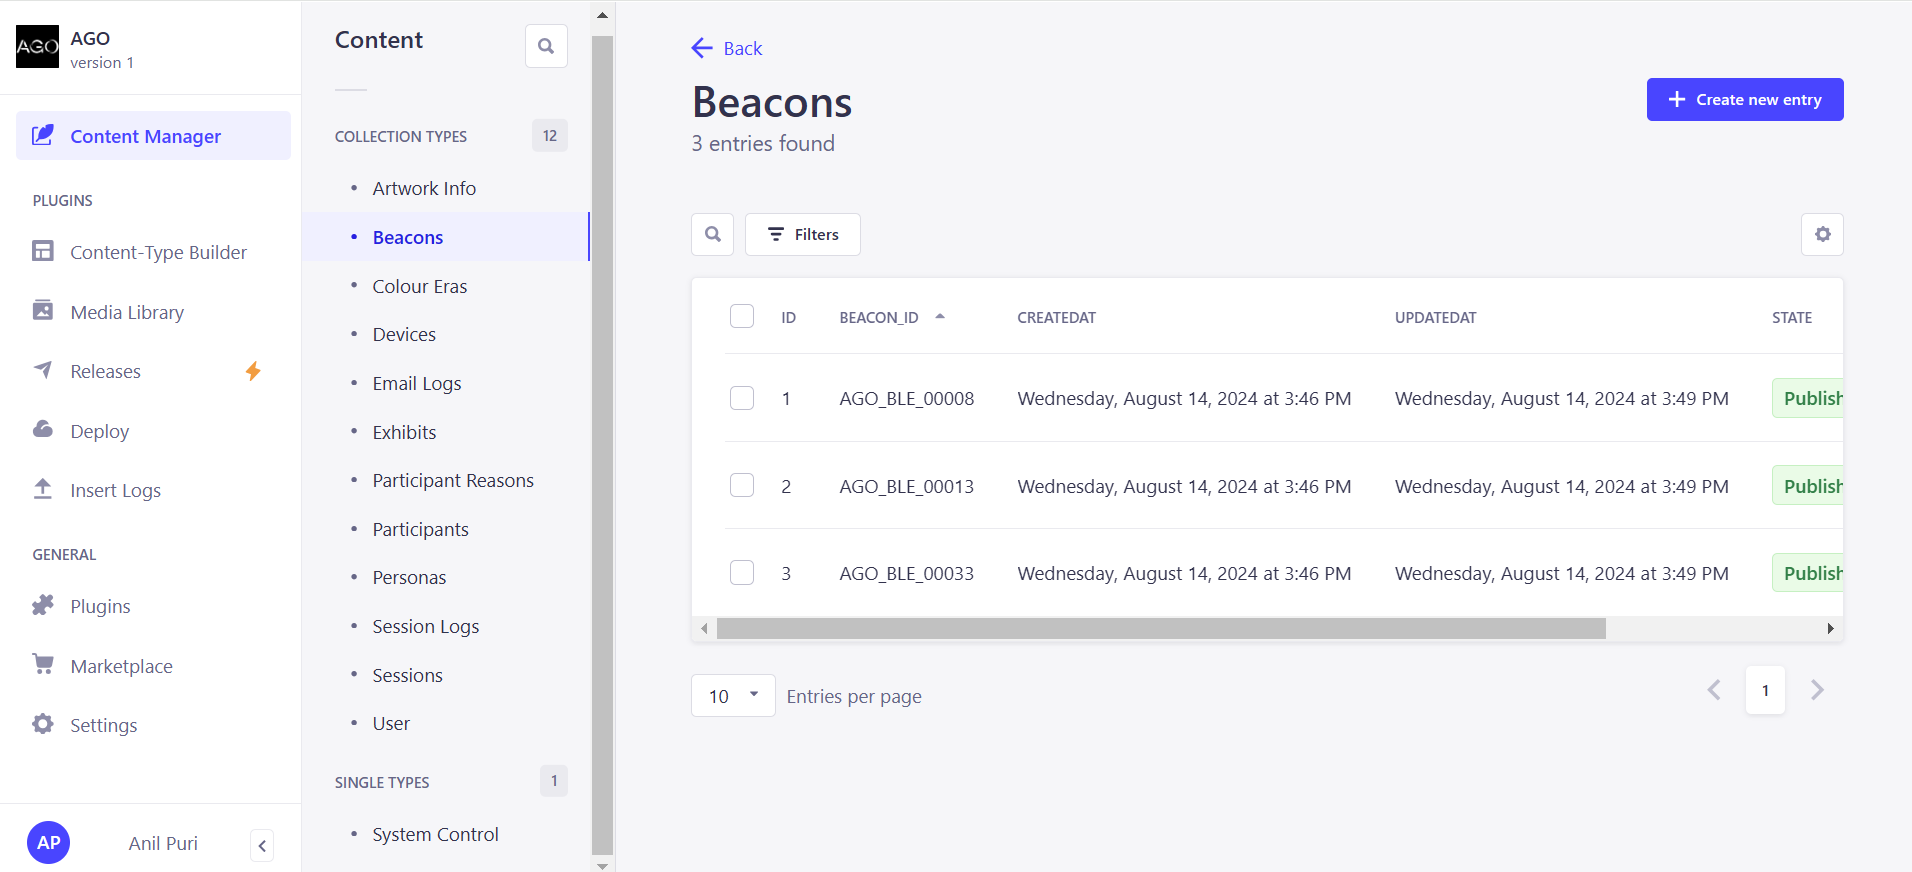 AGO
AGO
version 1
Content Manager
PLUGINS
Content-Type Builder
Media Library
Releases
Deploy
Insert Logs
GENERAL
Plugins
Marketplace
Settings
AP
Anil Puri
Content
COLLECTION TYPES 12
Artwork Info
Beacons
Colour Eras
Devices
Email Logs
Exhibits
Participant Reasons
Participants
Personas
Session Logs
Sessions
User
SINGLE TYPES 1
System Control
Back
Beacons
3 entries found
Create new entry
Filters
ID BEACON_ID CREATEDAT UPDATEDAT STATE
1 AGO_BLE_00008 Wednesday, August 14, 2024 at 3:46 PM Wednesday, August 14, 2024 at 3:49 PM Publish
2 AGO_BLE_00013 Wednesday, August 14, 2024 at 3:46 PM Wednesday, August 14, 2024 at 3:49 PM Publish
3 AGO_BLE_00033 Wednesday, August 14, 2024 at 3:46 PM Wednesday, August 14, 2024 at 3:49 PM Publish
10 Entries per page
1